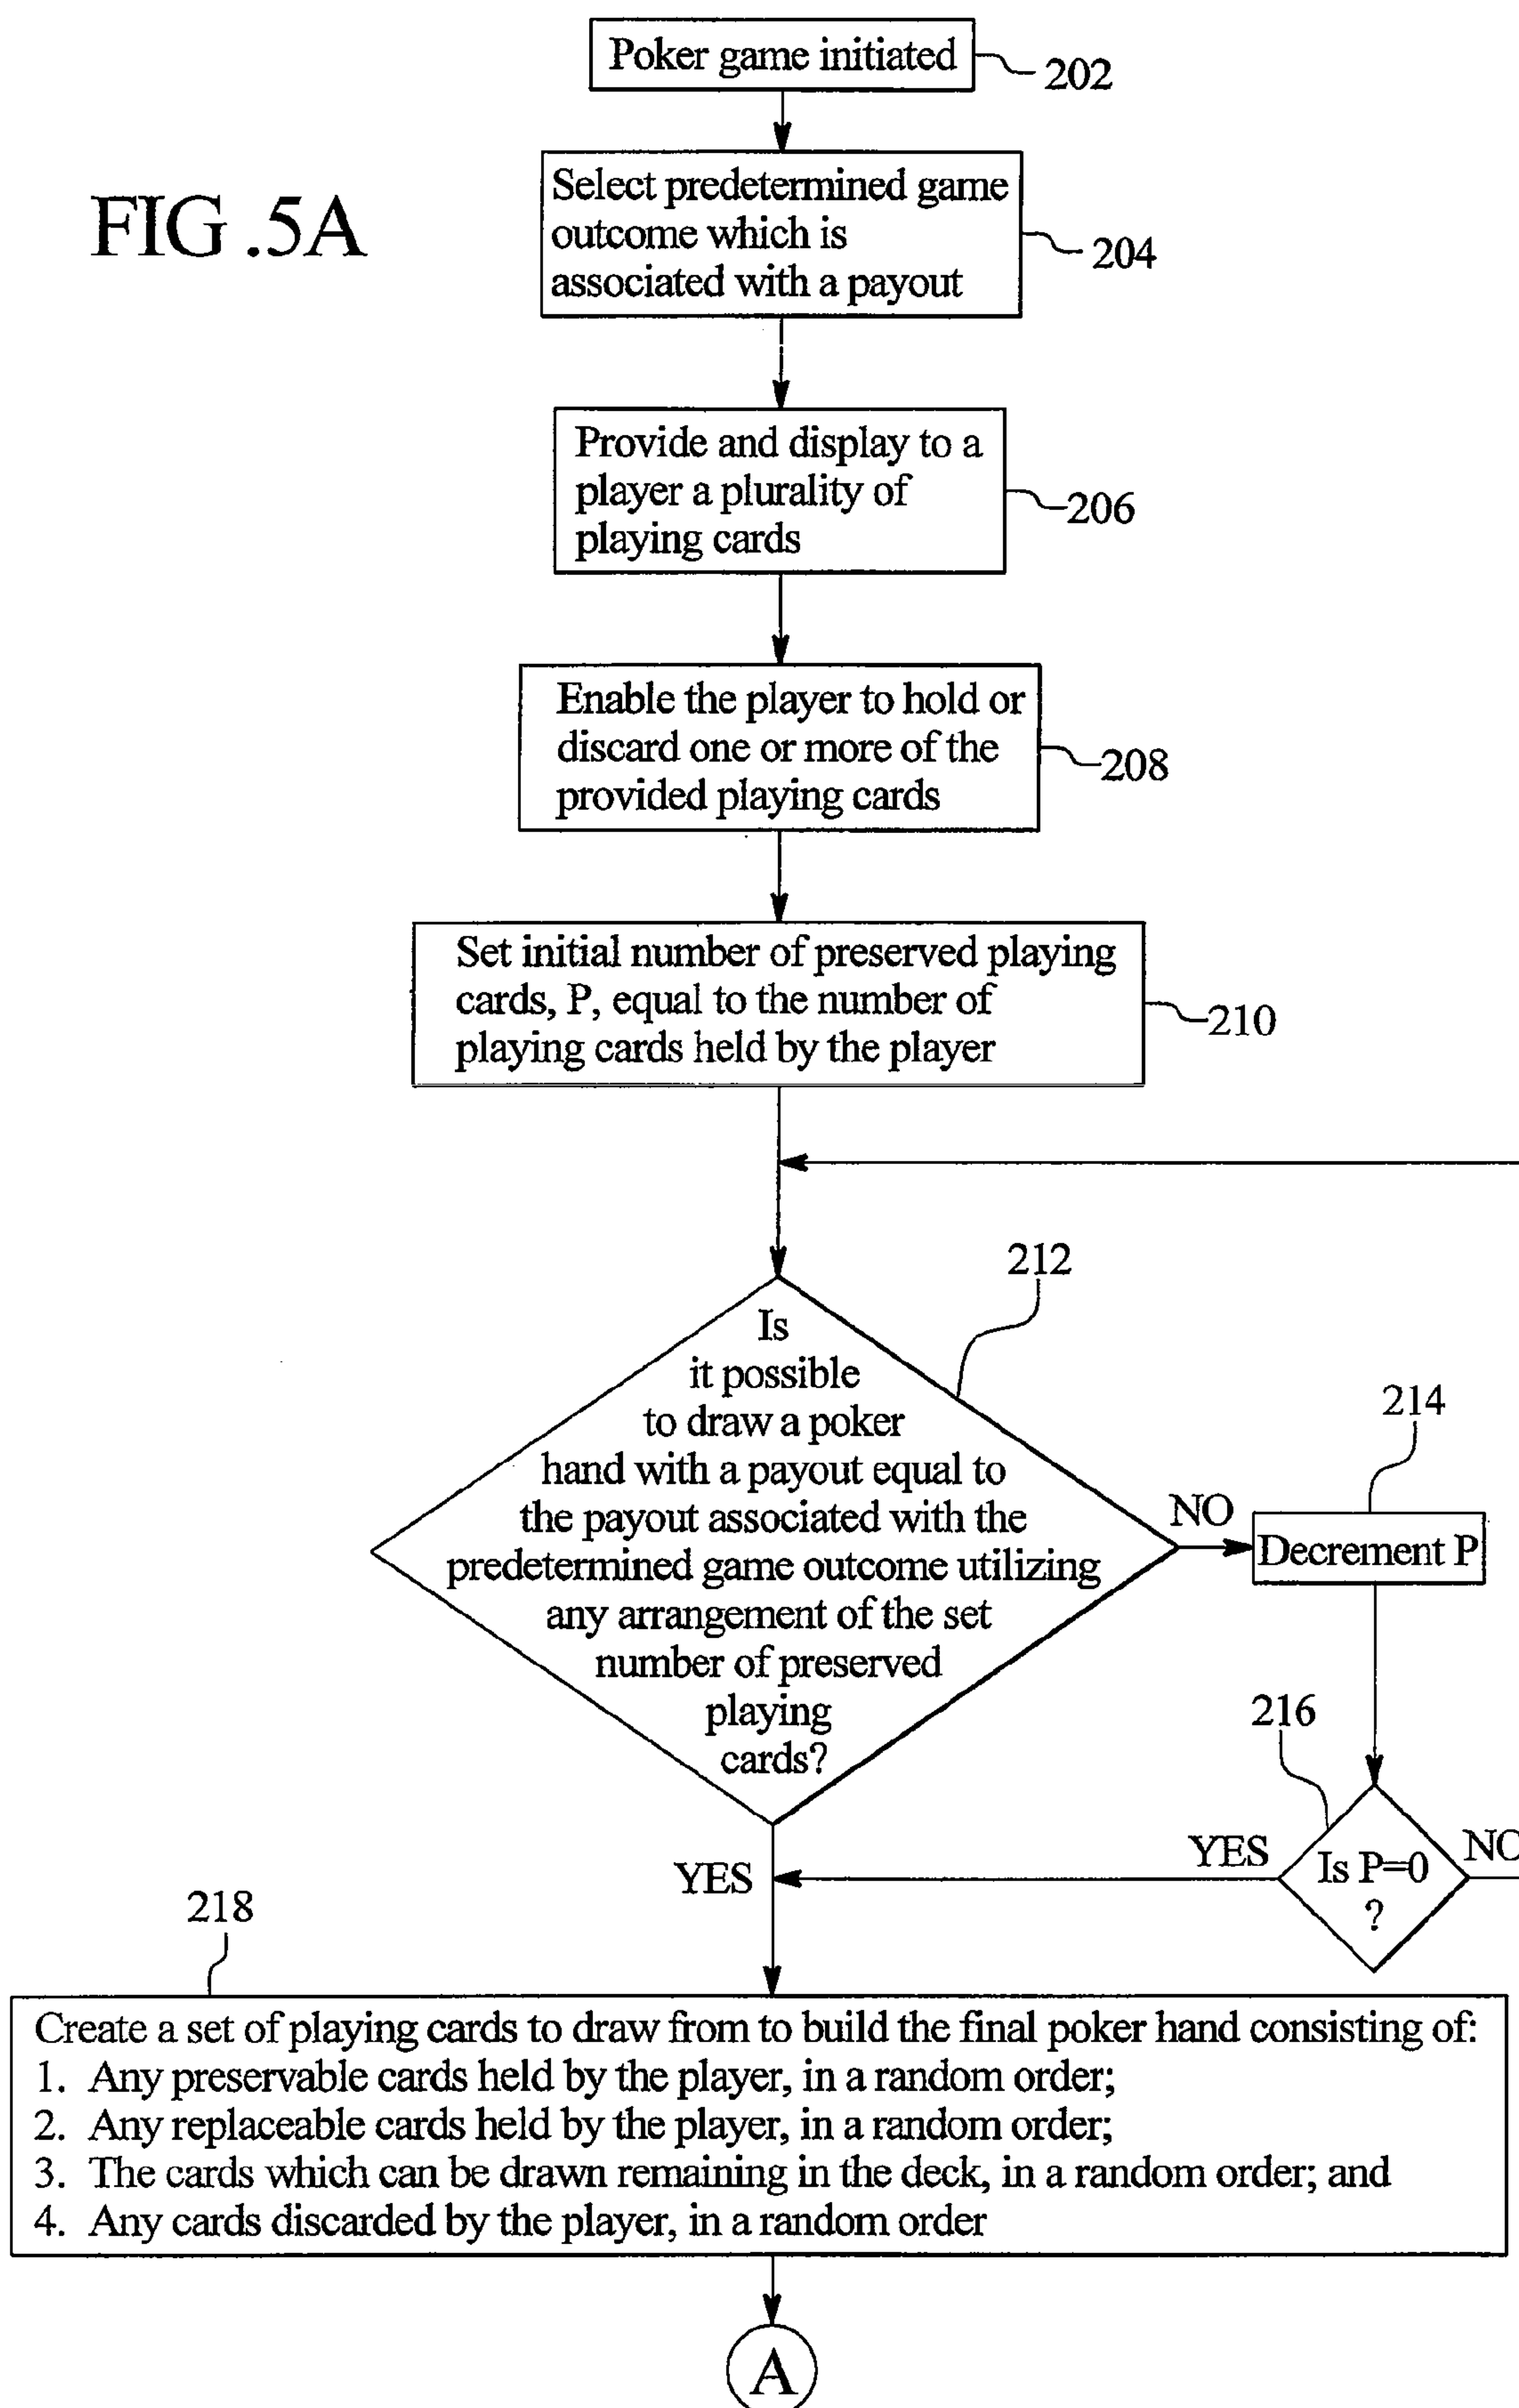 Poker game initiated
202
FIG .5A
Select predetermined game
outcome which is
associated with a payout
204
Provide and display to a
player a plurality of
playing cards
206
Enable the player to hold or
discard one or more of the
provided playing cards
208
Set initial number of preserved playing
cards, P, equal to the number of
playing cards held by the player
210
212
Is
it possible
to draw a poker
hand with a payout equal to
the payout associated with the
predetermined game outcome utilizing
any arrangement of the set
number of preserved
playing
cards?
NO
214
Decrement P
216
Is P=0
?
YES
NO
YES
218
Create a set of playing cards to draw from to build the final poker hand consisting of:
1. Any preservable cards held by the player, in a random order;
2. Any replaceable cards held by the player, in a random order;
3. The cards which can be drawn remaining in the deck, in a random order; and
4. Any cards discarded by the player, in a random order
A